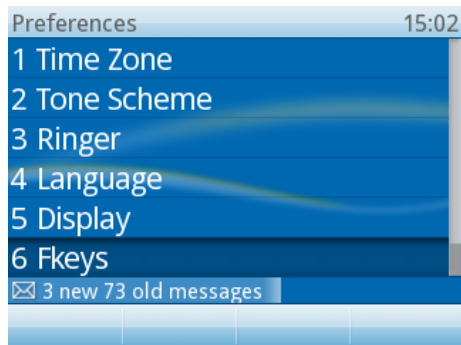 Preferences 15:02
1 Time Zone
2 Tone Scheme
3 Ringer
4 Language
5 Display
6 Fkeys
3 new 73 old messages